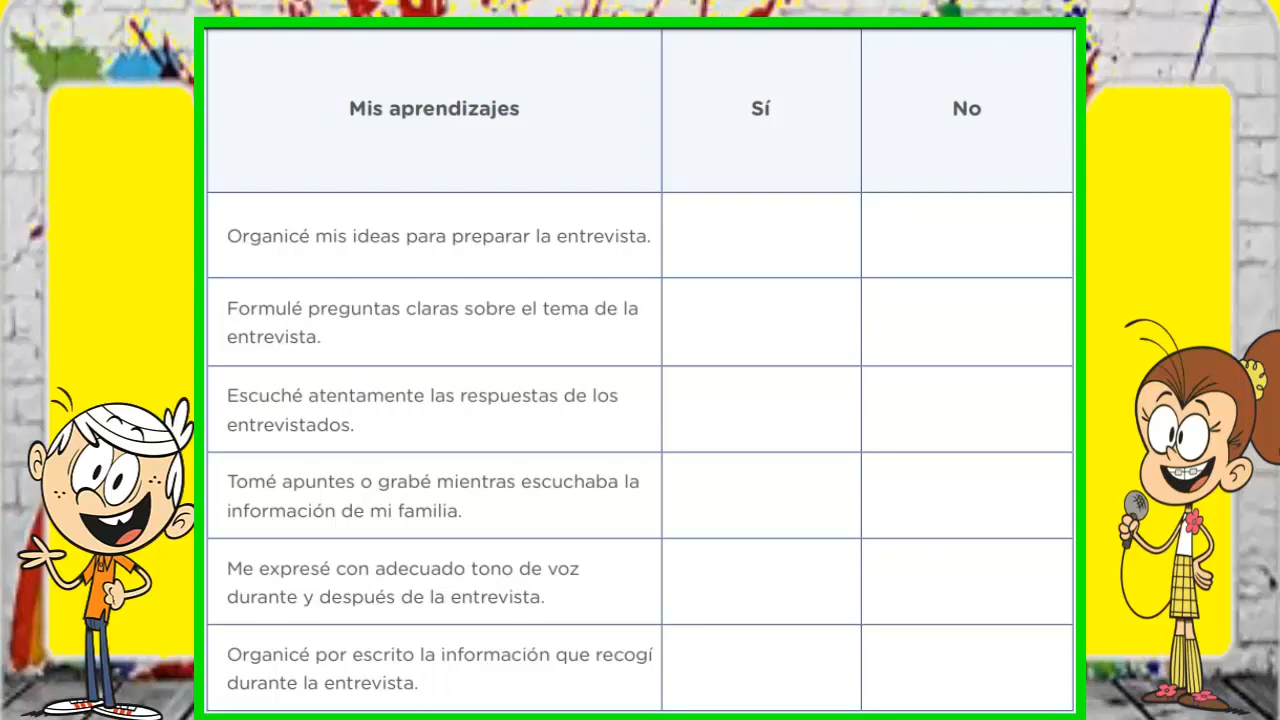 Mis aprendizajes Sí No
Organicé mis ideas para preparar la entrevista.
Formulé preguntas claras sobre el tema de la
entrevista.
Escuché atentamente las respuestas de los
entrevistados.
Tomé apuntes o grabé mientras escuchaba la
información de mi familia.
Me expresé con adecuado tono de voz
durante y después de la entrevista.
Organicé por escrito la información que recogí
durante la entrevista.